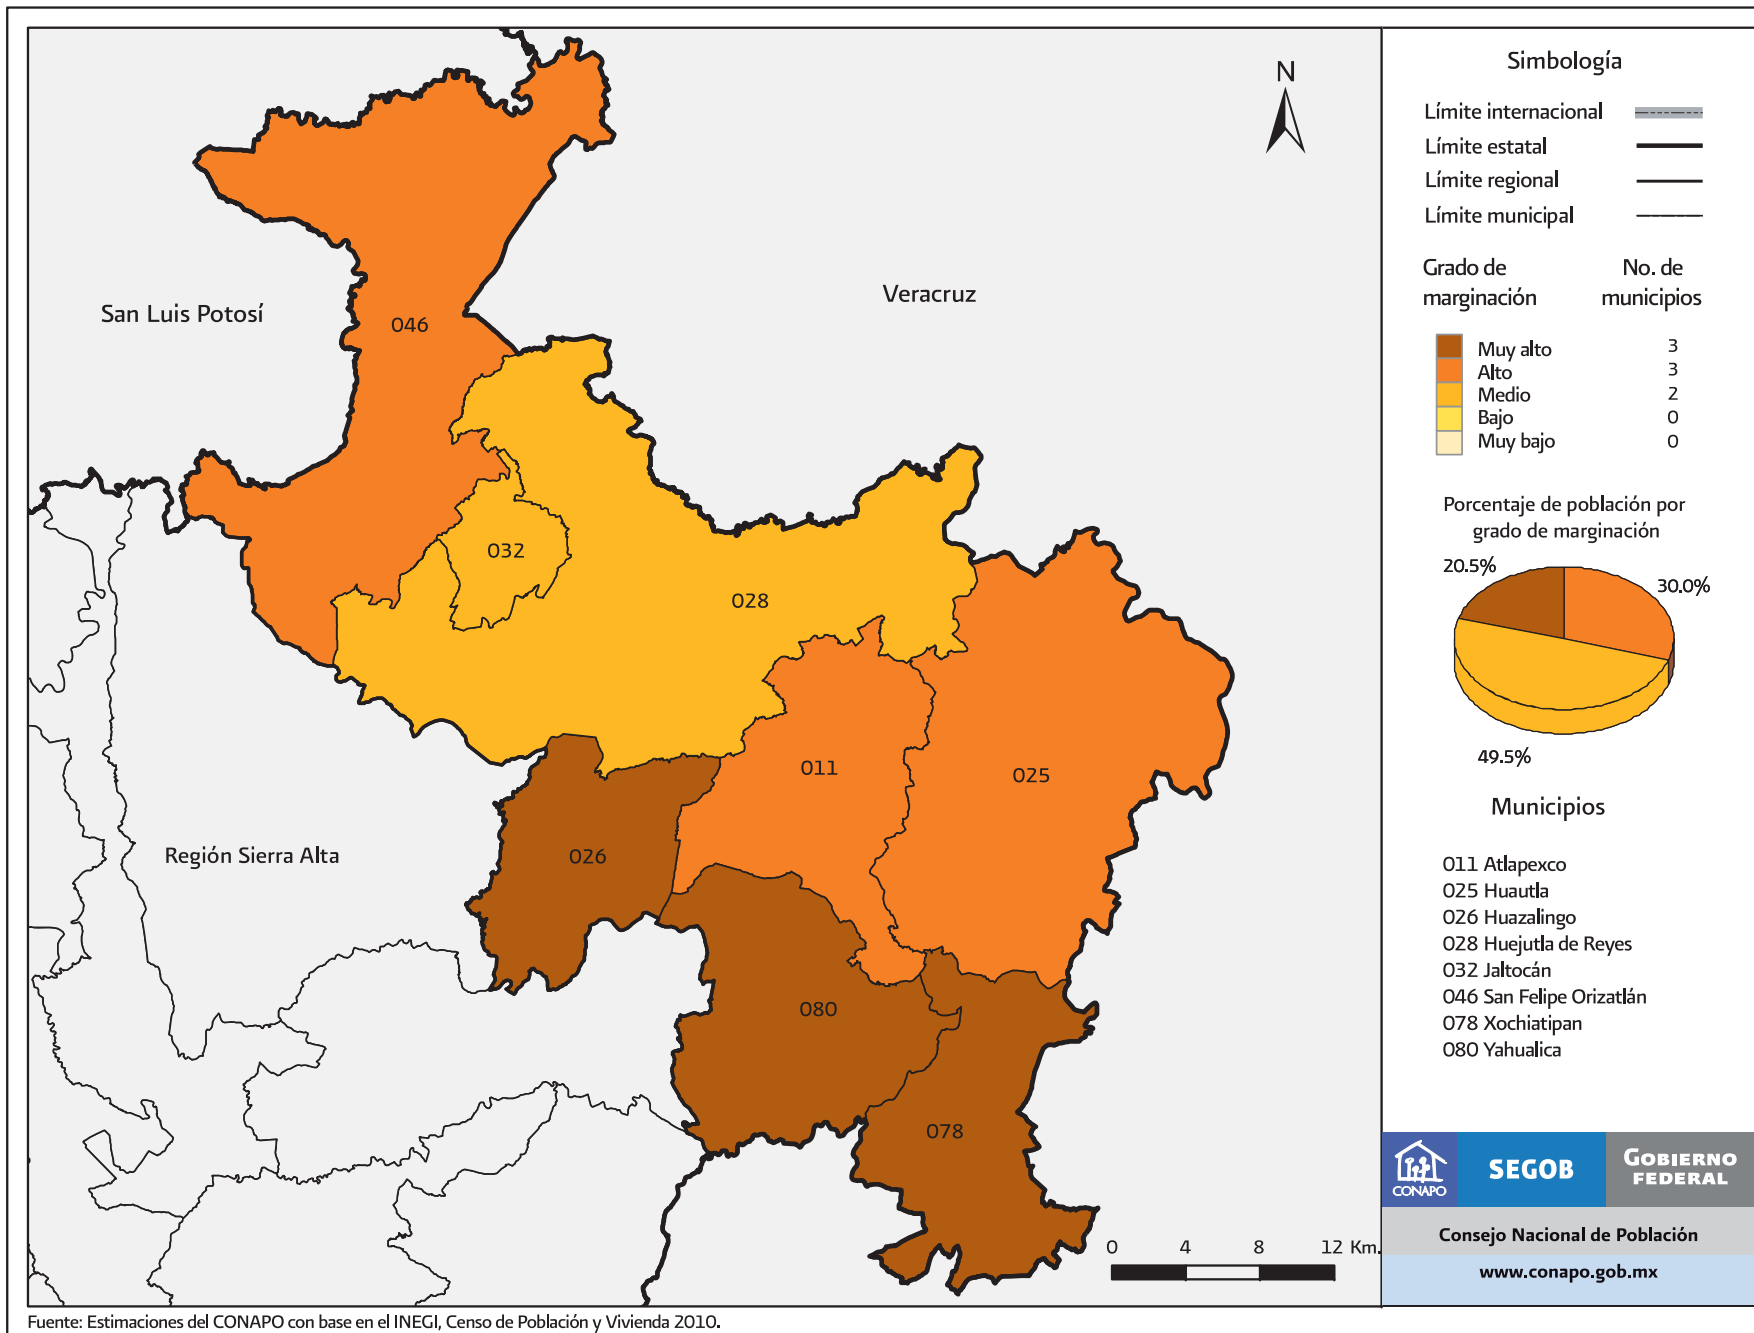 N
San Luis Potosí
Veracruz
Región Sierra Alta
046
032
028
011
025
026
080
078
0 4 8 12 Km.
Simbología
Límite internacional
Límite estatal
Límite regional
Límite municipal
Grado de marginación
No. de municipios
Muy alto 3
Alto 3
Medio 2
Bajo 0
Muy bajo 0
Porcentaje de población por
grado de marginación
20.5%
30.0%
49.5%
Municipios
011 Atlapexco
025 Huautla
026 Huazalingo
028 Huejutla de Reyes
032 Jaltocán
046 San Felipe Orizatlán
078 Xochiatipan
080 Yahualica
CONAPO
SEGOB
GOBIERNO
FEDERAL
Consejo Nacional de Población
www.conapo.gob.mx
Fuente: Estimaciones del CONAPO con base en el INEGI, Censo de Población y Vivienda 2010.